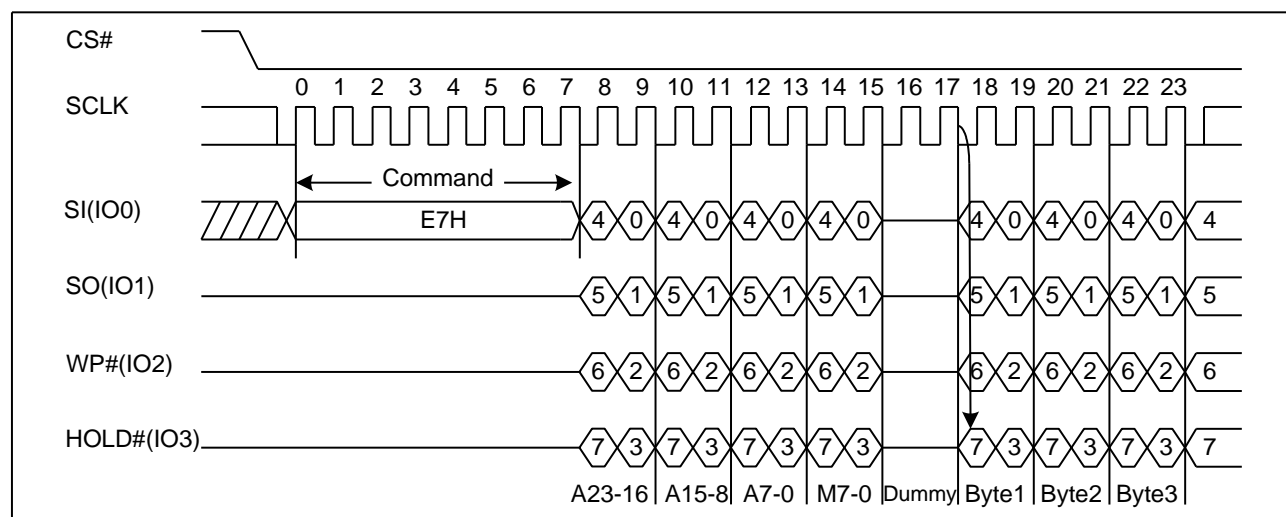 CS#
0 1 2 3 4 5 6 7 8 9 10 11 12 13 14 15 16 17 18 19 20 21 22 23
SCLK
Command
SI(IO0) E7H 4 0 4 0 4 0 4 0 4 0 4 0 4 0 4
SO(IO1) 5 1 5 1 5 1 5 1 5 1 5 1 5 1 5
WP#(IO2) 6 2 6 2 6 2 6 2 6 2 6 2 6 2 6
HOLD#(IO3) 7 3 7 3 7 3 7 3 7 3 7 3 7 3 7
A23-16 A15-8 A7-0 M7-0 Dummy Byte1 Byte2 Byte3